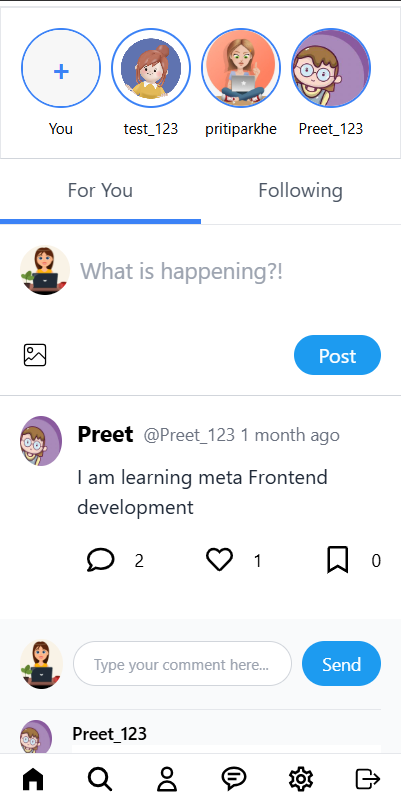 +
You test_123 pritiparkhe Preet_123
For You Following
What is happening?!
Post
Preet @Preet_123 1 month ago
I am learning meta Frontend
development
2 1 0
Type your comment here... Send
Preet_123